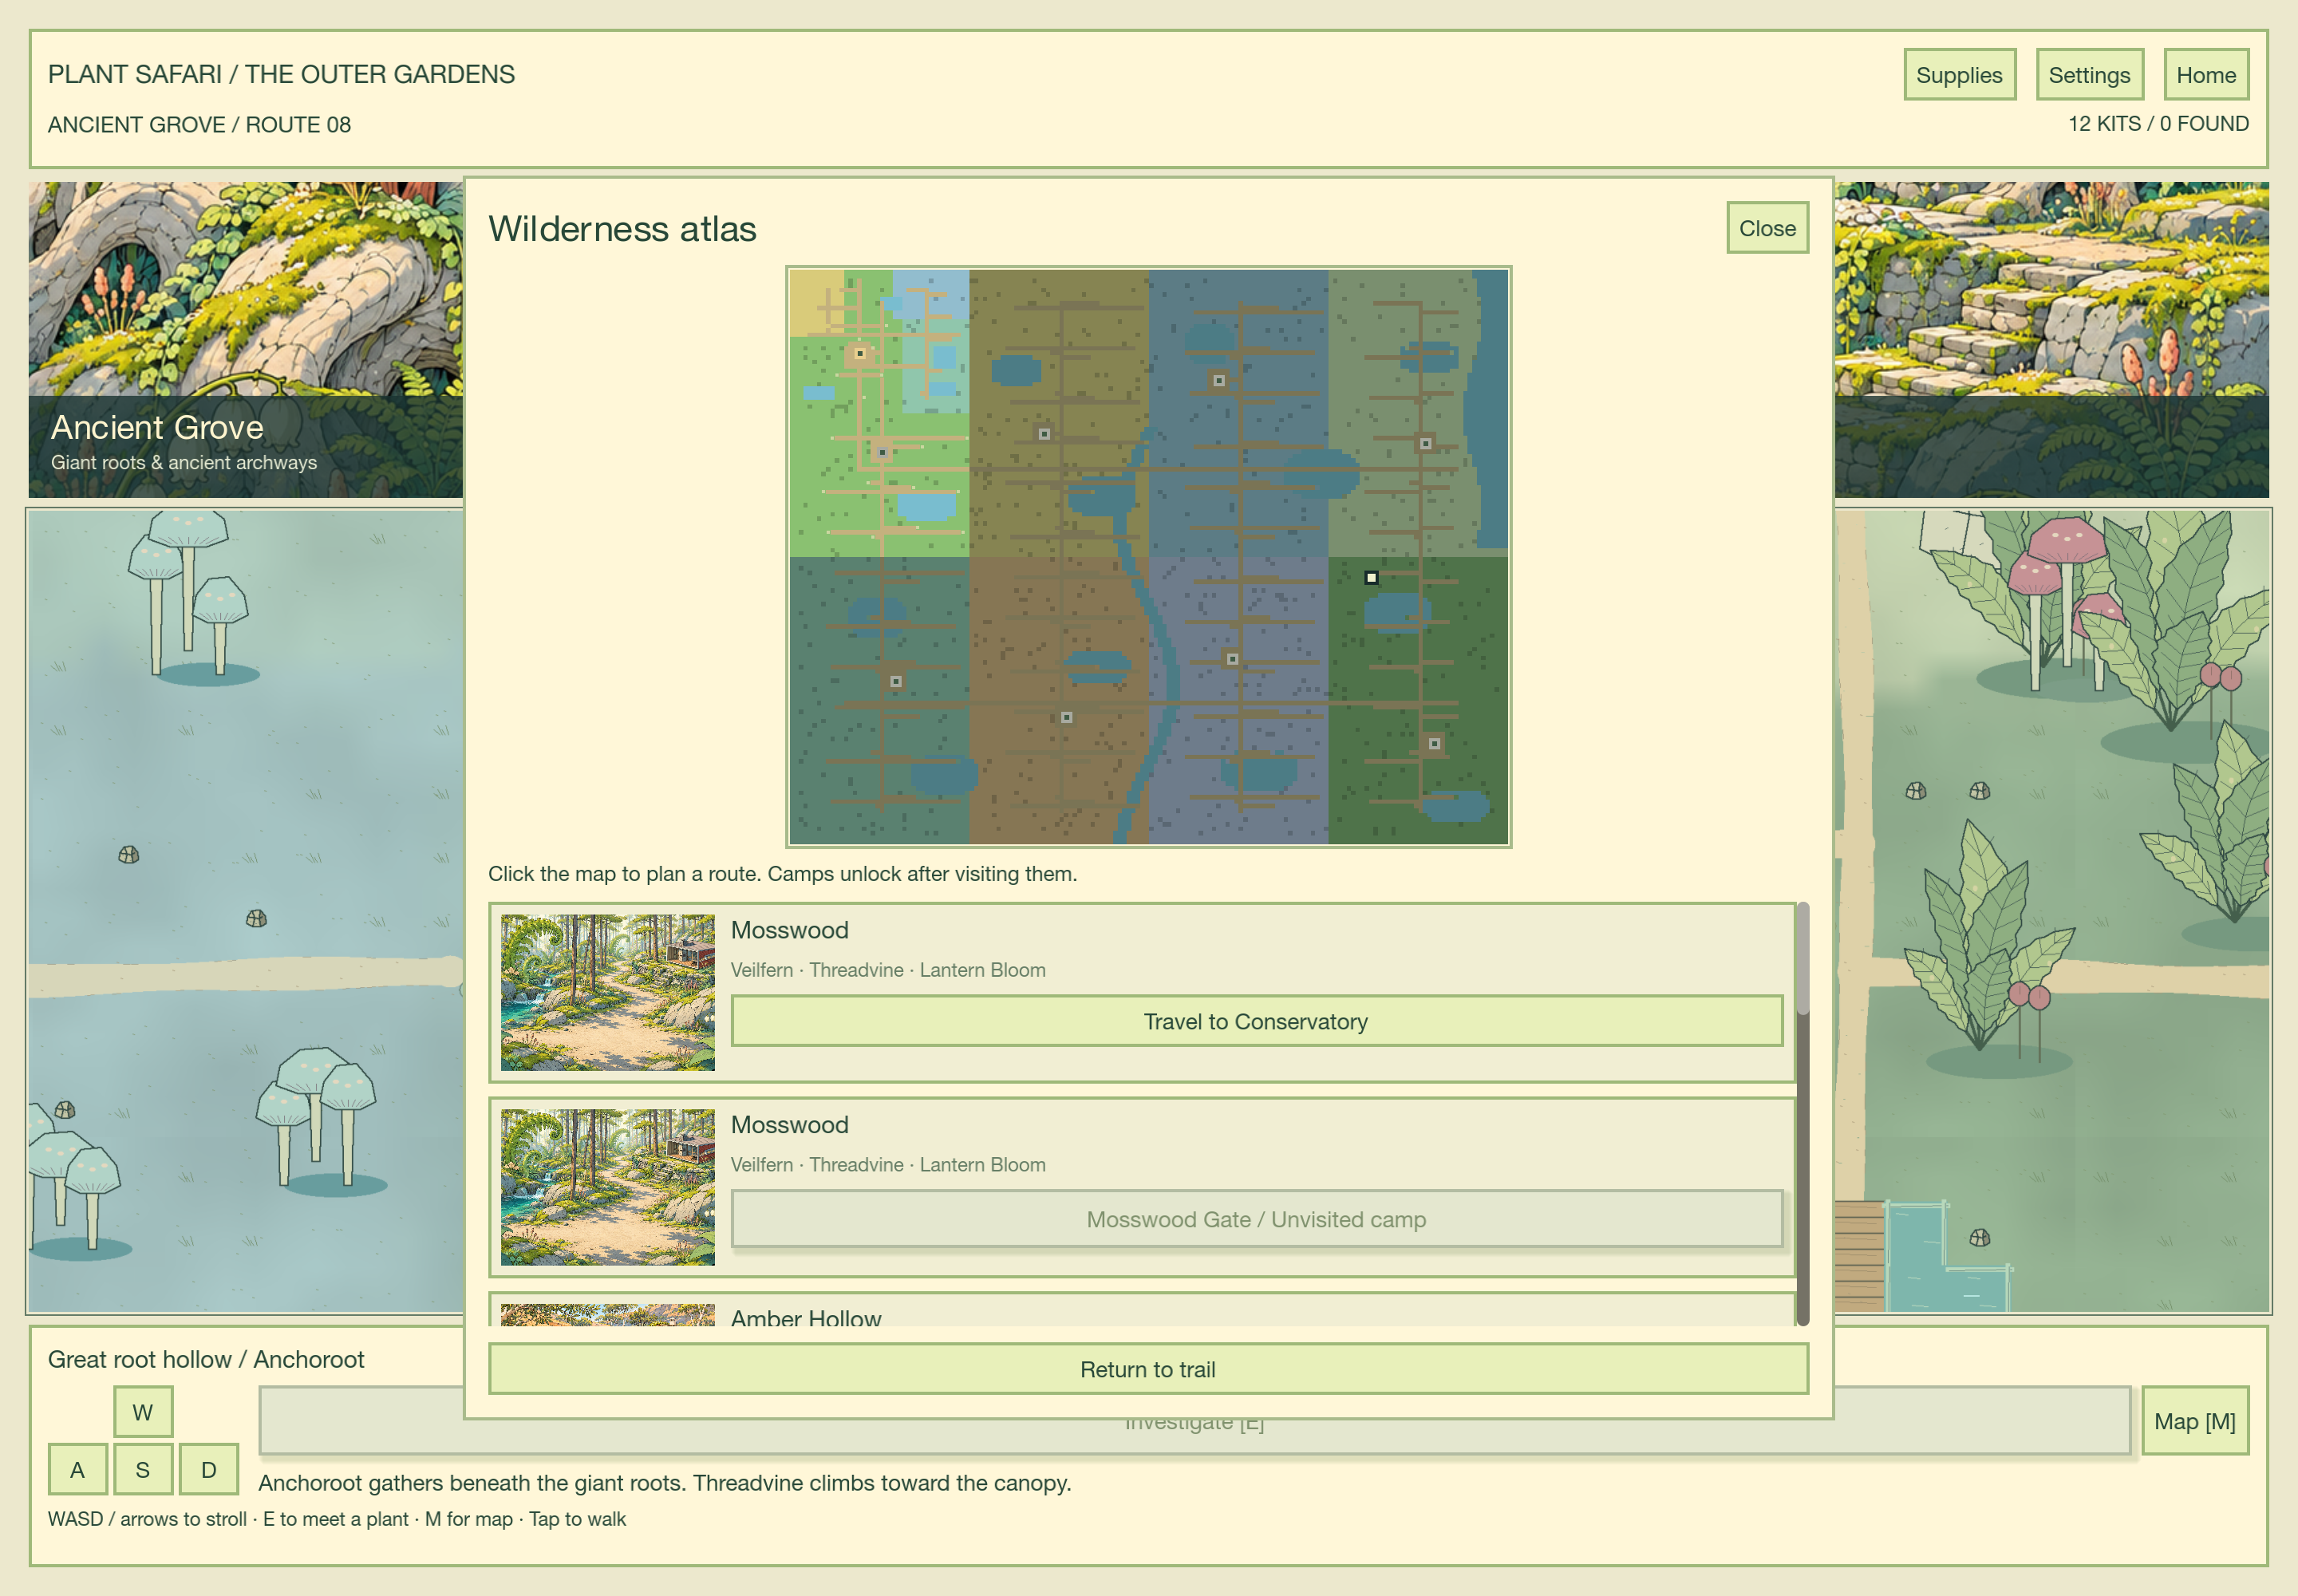 PLANT SAFARI / THE OUTER GARDENS
Supplies
Settings
Home
ANCIENT GROVE / ROUTE 08
12 KITS / 0 FOUND
Ancient Grove
Giant roots & ancient archways
Wilderness atlas
Close
Click the map to plan a route. Camps unlock after visiting them.
Mosswood
Veilfern · Threadvine · Lantern Bloom
Travel to Conservatory
Mosswood
Veilfern · Threadvine · Lantern Bloom
Mosswood Gate / Unvisited camp
Amber Hollow
Return to trail
Great root hollow / Anchoroot
W
A
S
D
Investigate [E]
Map [M]
Anchoroot gathers beneath the giant roots. Threadvine climbs toward the canopy.
WASD / arrows to stroll · E to meet a plant · M for map · Tap to walk